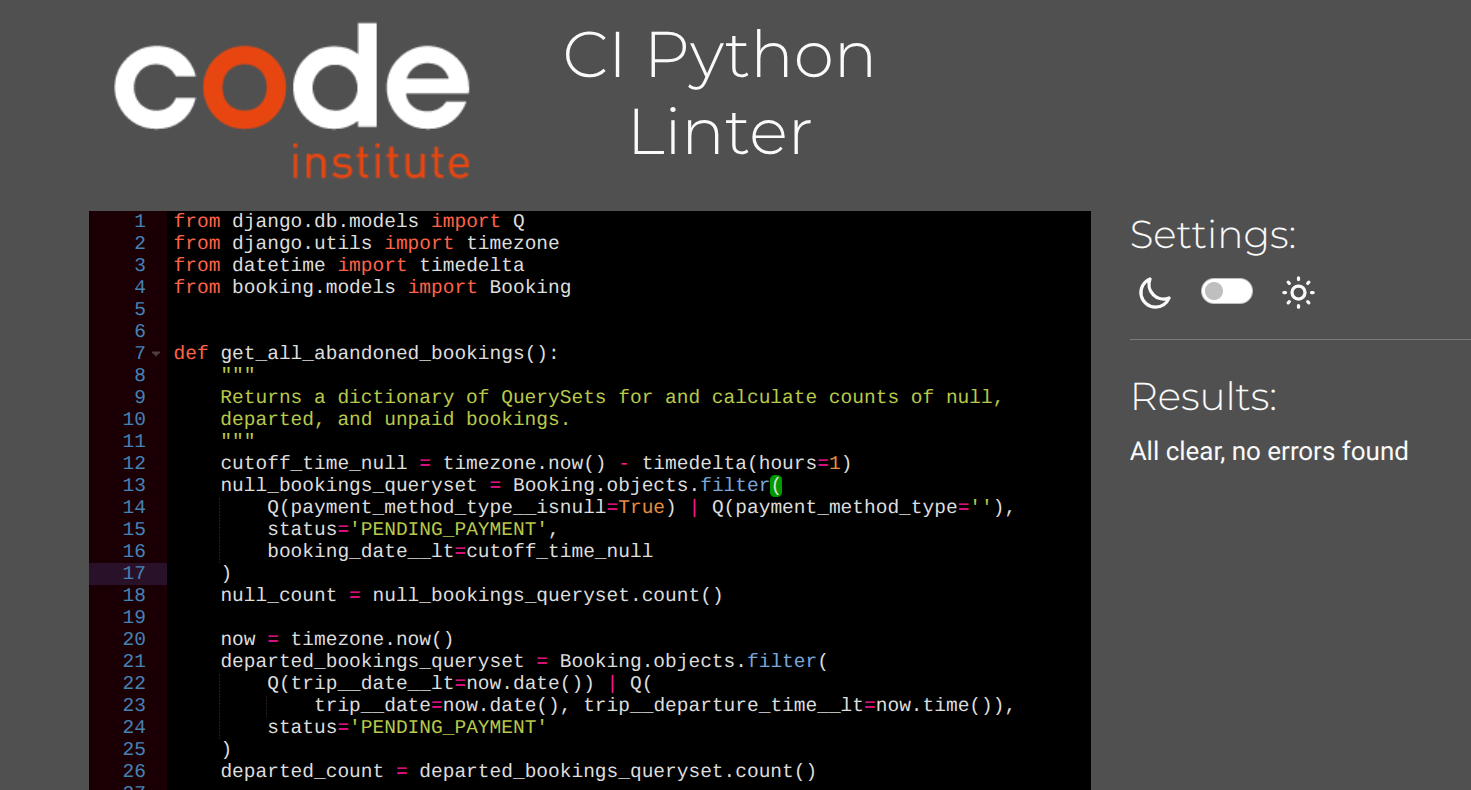 code
institute
CI Python
Linter
1 from django.db.models import Q
2 from django.utils import timezone
3 from datetime import timedelta
4 from booking.models import Booking
5
6
7 def get_all_abandoned_bookings():
8     """
9     Returns a dictionary of QuerySets for and calculate counts of null,
10     departed, and unpaid bookings.
11     """
12     cutoff_time_null = timezone.now() - timedelta(hours=1)
13     null_bookings_queryset = Booking.objects.filter(
14         Q(payment_method_type__isnull=True) | Q(payment_method_type=''),
15         status='PENDING_PAYMENT',
16         booking_date__lt=cutoff_time_null
17     )
18     null_count = null_bookings_queryset.count()
19
20     now = timezone.now()
21     departed_bookings_queryset = Booking.objects.filter(
22         Q(trip__date__lt=now.date()) | Q(
23             trip__date=now.date(), trip__departure_time__lt=now.time()),
24         status='PENDING_PAYMENT'
25     )
26     departed_count = departed_bookings_queryset.count()
Settings:
Results:
All clear, no errors found